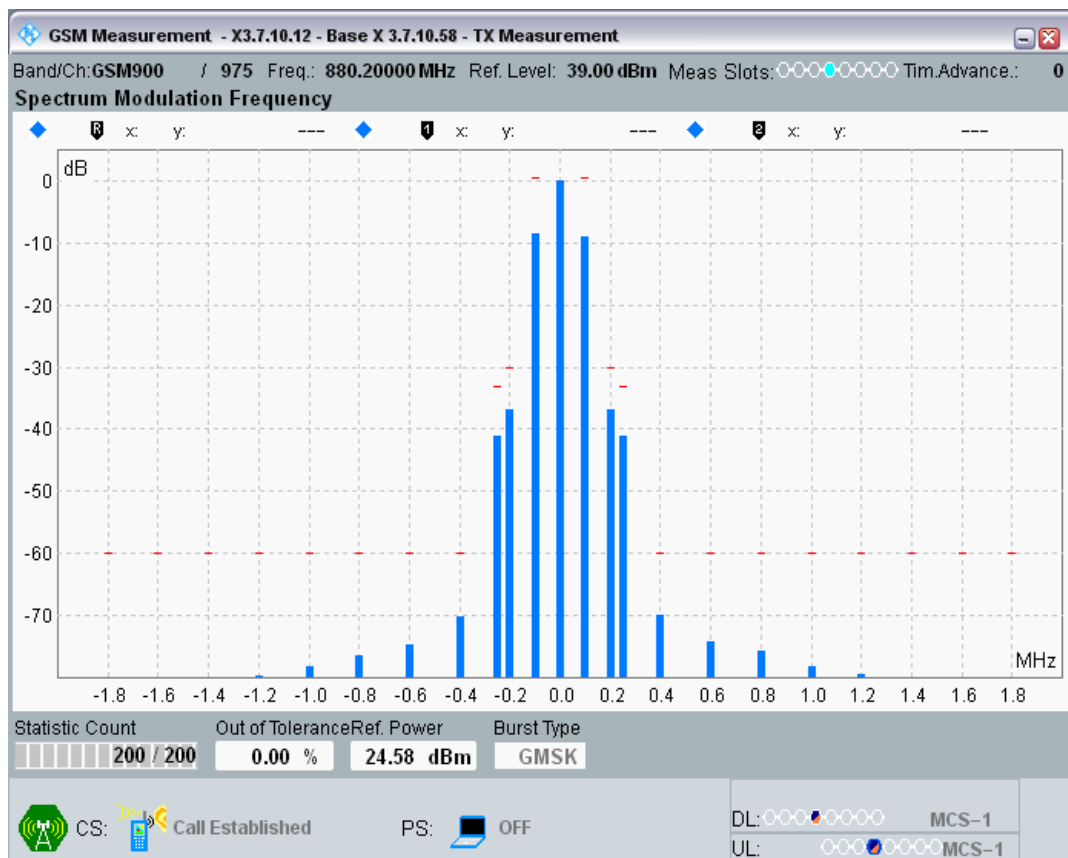 GSM Measurement - X3.7.10.12 - Base X 3.7.10.58 - TX Measurement
Band/Ch:GSM900 / 975 Freq.: 880.20000 MHz Ref. Level: 39.00 dBm Meas Slots: Tim.Advance.: 0
Spectrum Modulation Frequency
R x: y: --- 1 x: y: --- 2 x: y: ---
dB
0
-10
-20
-30
-40
-50
-60
-70
MHz
-1.8 -1.6 -1.4 -1.2 -1.0 -0.8 -0.6 -0.4 -0.2 0.0 0.2 0.4 0.6 0.8 1.0 1.2 1.4 1.6 1.8
Statistic Count Out of Tolerance Ref. Power Burst Type
200 / 200 0.00 % 24.58 dBm GMSK
CS: Call Established PS: OFF
DL: MCS-1
UL: MCS-1